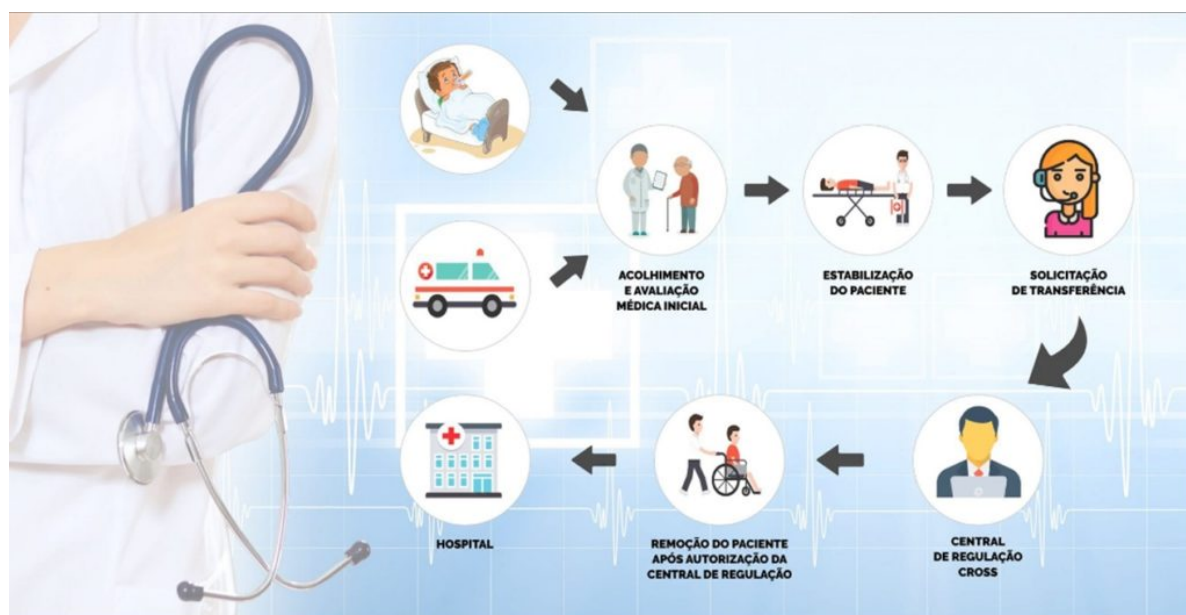 ACOLHIMENTO
E AVALIAÇÃO
MÉDICA INICIAL
ESTABILIZAÇÃO
DO PACIENTE
SOLICITAÇÃO
DE TRANSFERÊNCIA
CENTRAL
DE REGULAÇÃO
CROSS
REMOÇÃO DO PACIENTE
APÓS AUTORIZAÇÃO DA
CENTRAL DE REGULAÇÃO
HOSPITAL